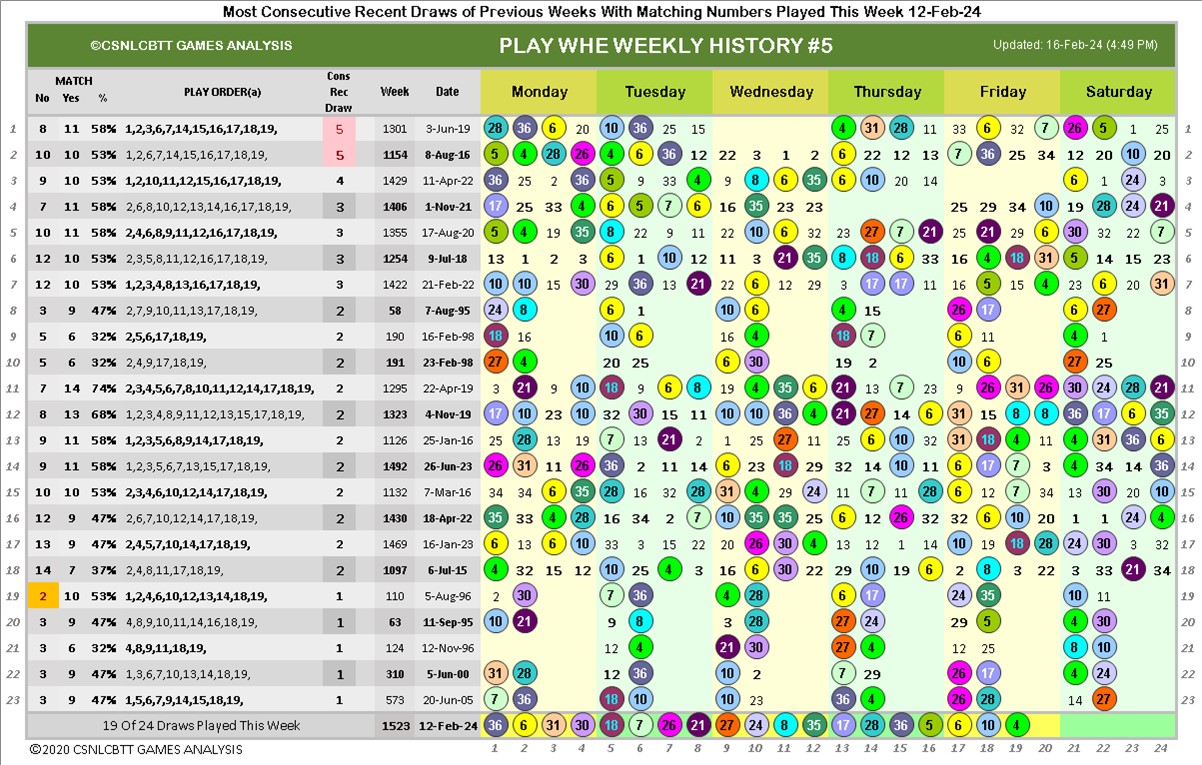 Most Consecutive Recent Draws of Previous Weeks With Matching Numbers Played This Week 12-Feb-24
©CSNLCBTT GAMES ANALYSIS PLAY WHE WEEKLY HISTORY #5 Updated: 16-Feb-24 (4:49 PM)
MATCH
No Yes % PLAY ORDER(a) Cons Rec Draw Week Date Monday Tuesday Wednesday Thursday Friday Saturday
1 8 11 58% 1,2,3,6,7,14,15,16,17,18,19, 5 1301 3-Jun-19 28 36 6 20 10 36 25 15 4 31 28 11 33 6 32 7 26 5 1 25 1
2 10 10 53% 1,2,6,7,14,15,16,17,18,19, 5 1154 8-Aug-16 5 4 28 26 4 6 36 12 22 3 1 2 6 22 12 13 7 36 25 34 12 20 10 20 2
3 9 10 53% 1,2,10,11,12,15,16,17,18,19, 4 1429 11-Apr-22 36 25 2 36 5 9 33 4 9 8 6 35 6 10 20 14 6 1 24 3 3
4 7 11 58% 2,6,8,10,12,13,14,16,17,18,19, 3 1406 1-Nov-21 17 25 33 4 6 5 7 6 16 35 23 23 25 29 34 10 19 28 24 21 4
5 10 11 58% 2,4,6,8,9,11,12,16,17,18,19, 3 1355 17-Aug-20 5 4 19 35 8 22 9 11 22 10 6 32 23 27 7 21 25 21 29 6 30 32 22 7 5
6 12 10 53% 2,3,5,8,11,12,16,17,18,19, 3 1254 9-Jul-18 13 1 2 3 6 1 10 12 11 3 21 35 8 18 6 33 16 4 18 31 5 14 15 23 6
7 12 10 53% 1,2,3,4,8,13,16,17,18,19, 3 1422 21-Feb-22 10 10 15 30 29 36 13 21 22 6 12 29 3 17 17 11 16 5 15 4 23 6 20 31 7
8 3 9 47% 2,7,9,10,11,13,17,18,19, 2 58 7-Aug-95 24 8 6 1 10 6 4 15 26 17 6 27 8
9 5 6 32% 2,5,6,17,18,19, 2 190 16-Feb-98 18 16 10 6 16 4 18 7 6 11 4 1 9
10 5 6 32% 2,4,9,17,18,19, 2 191 23-Feb-98 27 4 20 25 6 30 19 2 10 6 27 25 10
11 7 14 74% 2,3,4,5,6,7,8,10,11,12,14,17,18,19, 2 1295 22-Apr-19 3 21 9 10 18 9 6 8 19 4 35 6 21 13 7 23 9 26 31 26 30 24 28 21 11
12 8 13 68% 1,2,3,4,8,9,11,12,13,15,17,18,19, 2 1323 4-Nov-19 17 10 23 10 32 30 15 11 10 10 36 4 21 27 14 6 31 15 8 8 36 17 6 35 12
13 9 11 58% 1,2,3,5,6,8,9,14,17,18,19, 2 1126 25-Jan-16 25 28 13 19 7 13 21 2 1 25 27 11 25 6 10 32 31 18 4 11 4 31 36 6 13
14 9 11 58% 1,2,3,5,6,7,13,15,17,18,19, 2 1492 26-Jun-23 26 31 11 26 36 2 11 14 6 23 18 29 32 14 10 11 6 17 7 3 4 34 14 36 14
15 10 10 53% 2,3,4,6,10,12,14,17,18,19, 2 1132 7-Mar-16 34 34 6 35 28 16 32 28 31 4 29 24 11 7 11 28 6 12 7 34 13 30 20 10 15
16 11 9 47% 2,6,7,10,12,14,17,18,19, 2 1430 18-Apr-22 35 33 4 28 16 34 2 7 10 35 35 25 6 12 26 32 32 6 10 20 1 1 24 4 16
17 13 9 47% 2,4,5,7,10,14,17,18,19, 2 1469 16-Jan-23 6 13 6 10 33 3 15 22 20 26 30 4 13 12 1 14 10 19 18 28 24 30 3 32 17
18 14 7 37% 2,4,8,11,17,18,19, 2 1097 6-Jul-15 4 32 15 12 10 25 4 3 16 6 30 22 29 10 19 6 2 8 3 22 3 33 21 34 18
19 2 10 53% 1,2,4,6,10,12,13,14,18,19, 1 110 5-Aug-96 2 30 7 36 4 28 6 17 24 35 10 11 19
20 3 9 47% 4,8,9,10,11,14,15,18,19, 1 63 11-Sep-95 10 21 9 8 3 28 27 24 29 5 4 30 20
21 3 6 32% 4,8,9,11,18,19, 1 124 12-Nov-96 12 4 21 30 27 4 12 25 8 10 21
22 3 9 47% 1,3,6,7,10,13,14,18,19, 1 310 5-Jun-00 31 28 12 36 10 2 7 29 26 17 4 24 22
23 3 9 47% 1,5,6,7,9,14,15,18,19, 1 573 20-Jun-05 7 36 18 10 10 23 36 4 26 28 14 27 23
19 Of 24 Draws Played This Week 1523 12-Feb-24 36 6 31 30 18 7 26 21 27 24 8 35 17 28 36 5 6 10 4
©2020 CSNLCBTT GAMES ANALYSIS 1 2 3 4 5 6 7 8 9 10 11 12 13 14 15 16 17 18 19 20 21 22 23 24